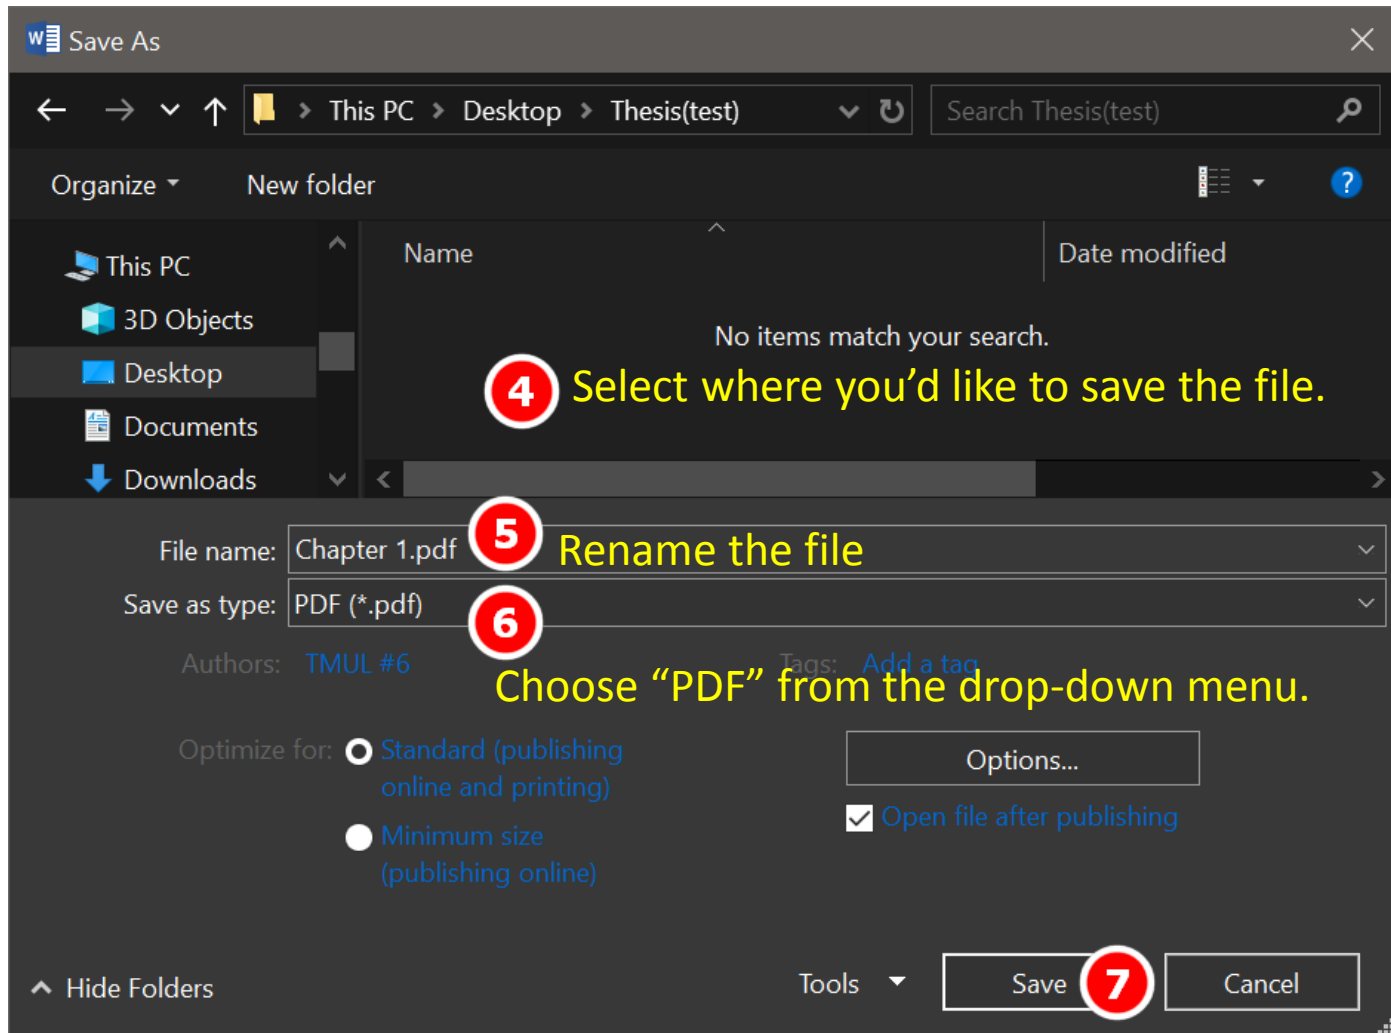 Save As
This PC > Desktop > Thesis(test)
Search Thesis(test)
Organize
New folder
?
This PC
3D Objects
Desktop
Documents
Downloads
Name
Date modified
No items match your search.
4 Select where you’d like to save the file.
File name: Chapter 1.pdf 5 Rename the file
Save as type: PDF (*.pdf) 6
Authors: TMUL #6
Tags: Add a tag
Choose “PDF” from the drop-down menu.
Optimize for: Standard (publishing
online and printing)
Minimum size
(publishing online)
Options...
Open file after publishing
Hide Folders
Tools
Save 7
Cancel